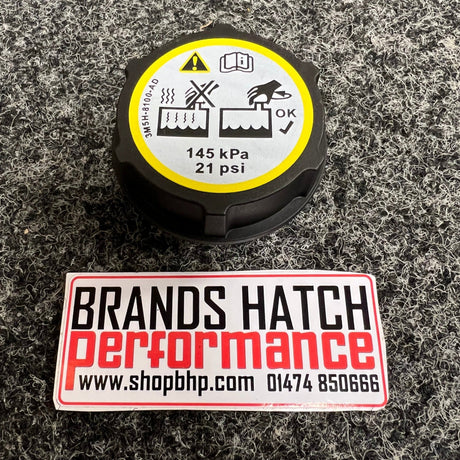 3M5H-8100-AD
OK
145 kPa
21 psi
BRANDS HATCH
performance
www.shopbhp.com 01474 850666